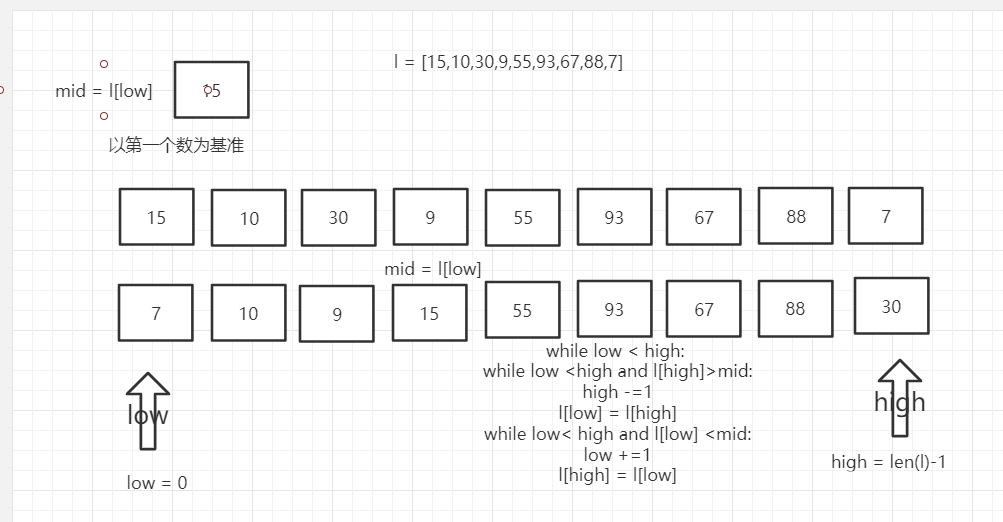 l = [15,10,30,9,55,93,67,88,7]
mid = l[low]
5
以第一个数为基准
15 10 30 9 55 93 67 88 7
mid = l[low]
7 10 9 15 55 93 67 88 30
while low < high:
while low <high and l[high]>mid:
high -=1
l[low] = l[high]
while low< high and l[low] <mid:
low +=1
l[high] = l[low]
low
high
low = 0
high = len(l)-1